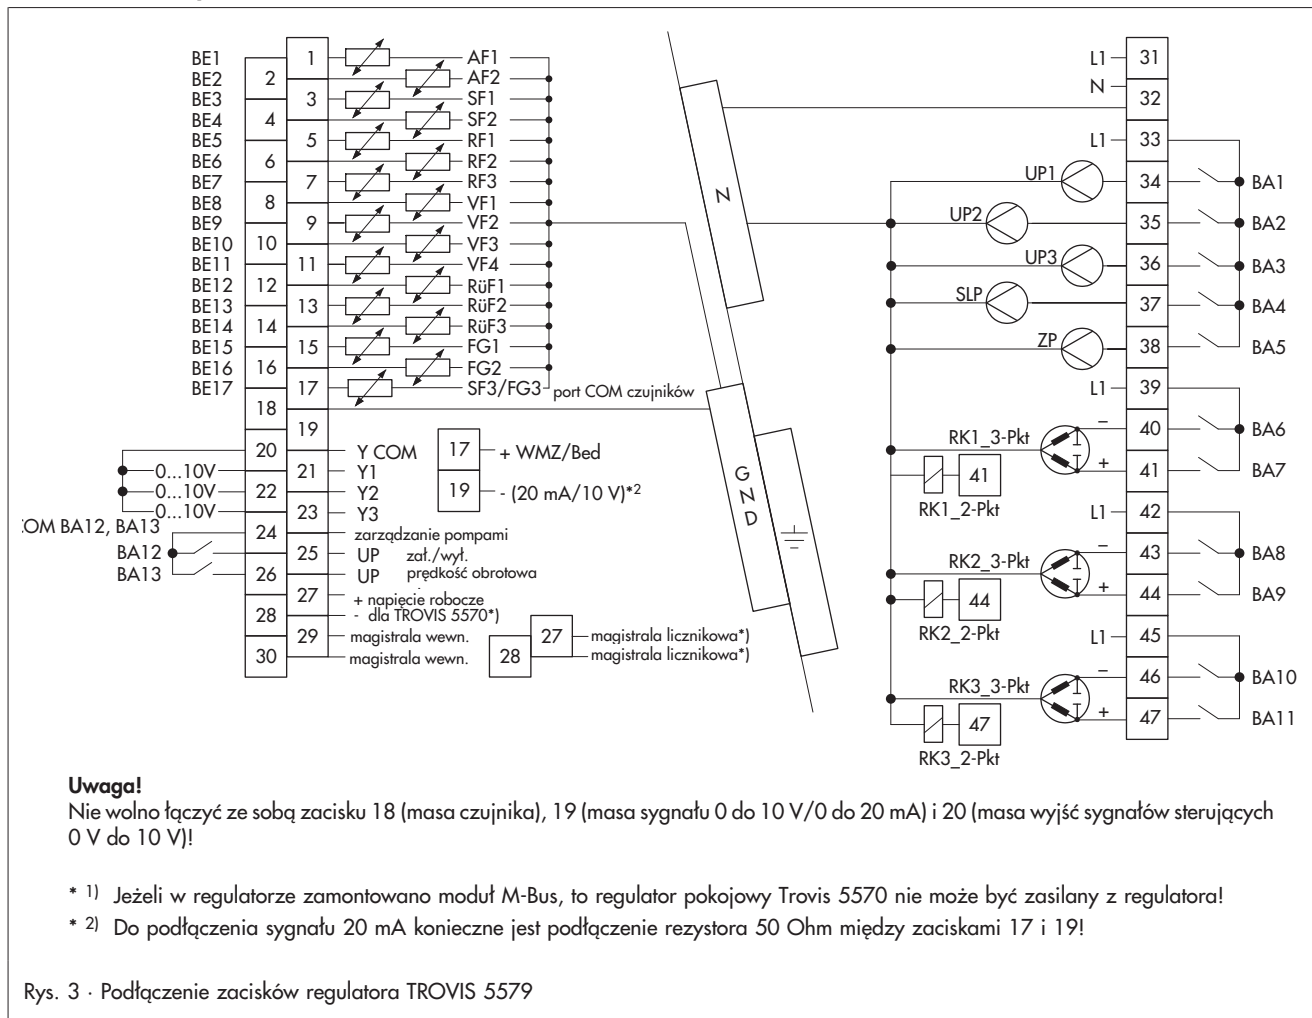 BE1 1 AF1
BE2 2 AF2
BE3 3 SF1
BE4 4 SF2
BE5 5 RF1
BE6 6 RF2
BE7 7 RF3
BE8 8 VF1
BE9 9 VF2
BE10 10 VF3
BE11 11 VF4
BE12 12 RüF1
BE13 13 RüF2
BE14 14 RüF3
BE15 15 FG1
BE16 16 FG2
BE17 17 SF3/FG3 port COM czujników
18
19
20 Y COM
0...10V 21 Y1
0...10V 22 Y2
0...10V 23 Y3
17 + WMZ/Bed
19 - (20 mA/10 V)*2
:OM BA12, BA13 24 zarządzanie pompami
BA12 25 UP zał./wył.
BA13 26 UP prędkość obrotowa
27 + napięcie robocze
28 - dla TROVIS 5570*)
29 magistrala wewn.
30 magistrala wewn.
27 magistrala licznikowa*)
28 magistrala licznikowa*)
N
GND
L1 31
N 32
L1 33
UP1 34 BA1
UP2 35 BA2
UP3 36 BA3
SLP 37 BA4
ZP 38 BA5
L1 39
RK1_3-Pkt − 40 BA6
41 + 41 BA7
RK1_2-Pkt
L1 42
RK2_3-Pkt − 43 BA8
44 + 44 BA9
RK2_2-Pkt
L1 45
RK3_3-Pkt − 46 BA10
47 + 47 BA11
RK3_2-Pkt
Uwaga!
Nie wolno łączyć ze sobą zacisku 18 (masa czujnika), 19 (masa sygnału 0 do 10 V/0 do 20 mA) i 20 (masa wyjść sygnałów sterujących
0 V do 10 V)!
* 1) Jeżeli w regulatorze zamontowano moduł M-Bus, to regulator pokojowy Trovis 5570 nie może być zasilany z regulatora!
* 2) Do podłączenia sygnału 20 mA konieczne jest podłączenie rezystora 50 Ohm między zaciskami 17 i 19!
Rys. 3 · Podłączenie zacisków regulatora TROVIS 5579